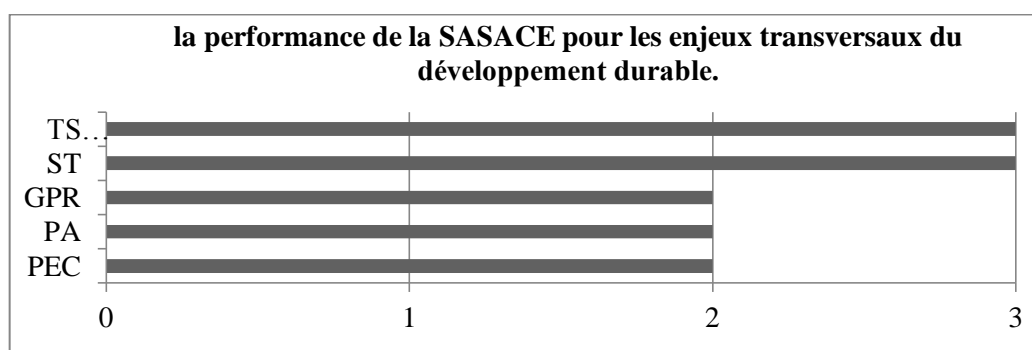 la performance de la SASACE pour les enjeux transversaux du
développement durable.
TS…
ST
GPR
PA
PEC
0 1 2 3